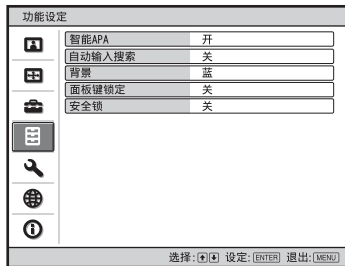 功能设定
智能APA 开
自动输入搜索 关
背景 蓝
面板键锁定 关
安全锁 关
选择: 设定:ENTER 退出:MENU